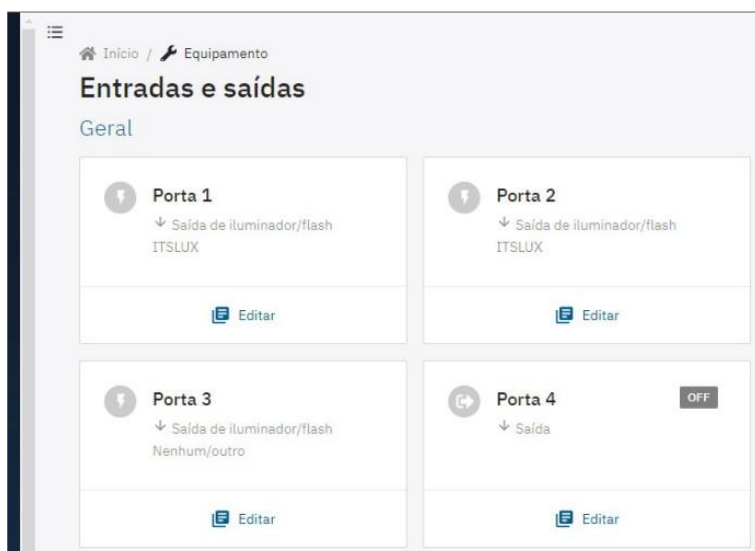 Início / Equipamento
Entradas e saídas
Geral
Porta 1
Saída de iluminador/flash
ITSLUX
Editar
Porta 2
Saída de iluminador/flash
ITSLUX
Editar
Porta 3
Saída de iluminador/flash
Nenhum/outro
Editar
Porta 4
OFF
Saída
Editar